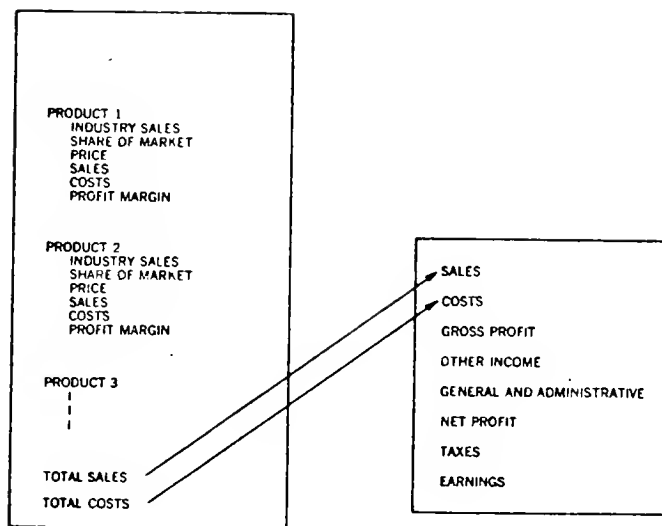 PRODUCT 1
INDUSTRY SALES
SHARE OF MARKET
PRICE
SALES
COSTS
PROFIT MARGIN
PRODUCT 2
INDUSTRY SALES
SHARE OF MARKET
PRICE
SALES
COSTS
PROFIT MARGIN
PRODUCT 3
TOTAL SALES
TOTAL COSTS
SALES
COSTS
GROSS PROFIT
OTHER INCOME
GENERAL AND ADMINISTRATIVE
NET PROFIT
TAXES
EARNINGS